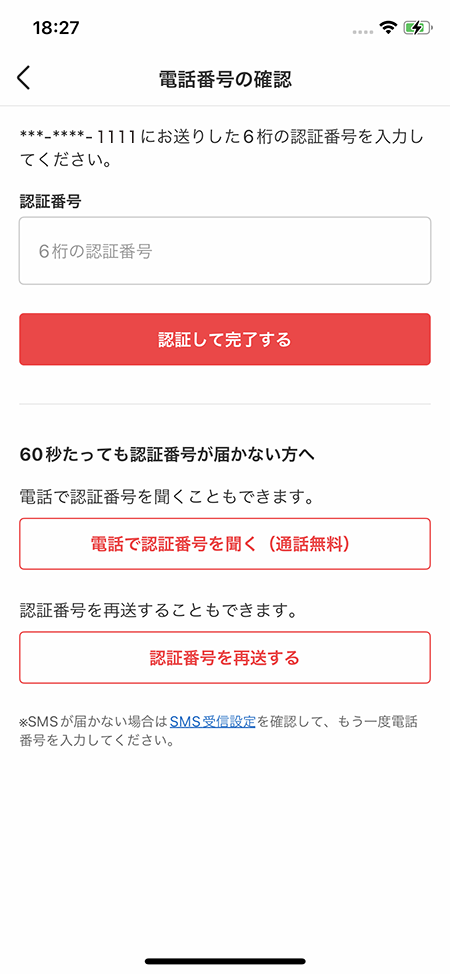 18:27
電話番号の確認
***-****-1111にお送りした6桁の認証番号を入力し
てください。
認証番号
6桁の認証番号
認証して完了する
60秒たっても認証番号が届かない方へ
電話で認証番号を聞くこともできます。
電話で認証番号を聞く（通話無料）
認証番号を再送することもできます。
認証番号を再送する
※SMSが届かない場合はSMS受信設定を確認して、もう一度電話
番号を入力してください。